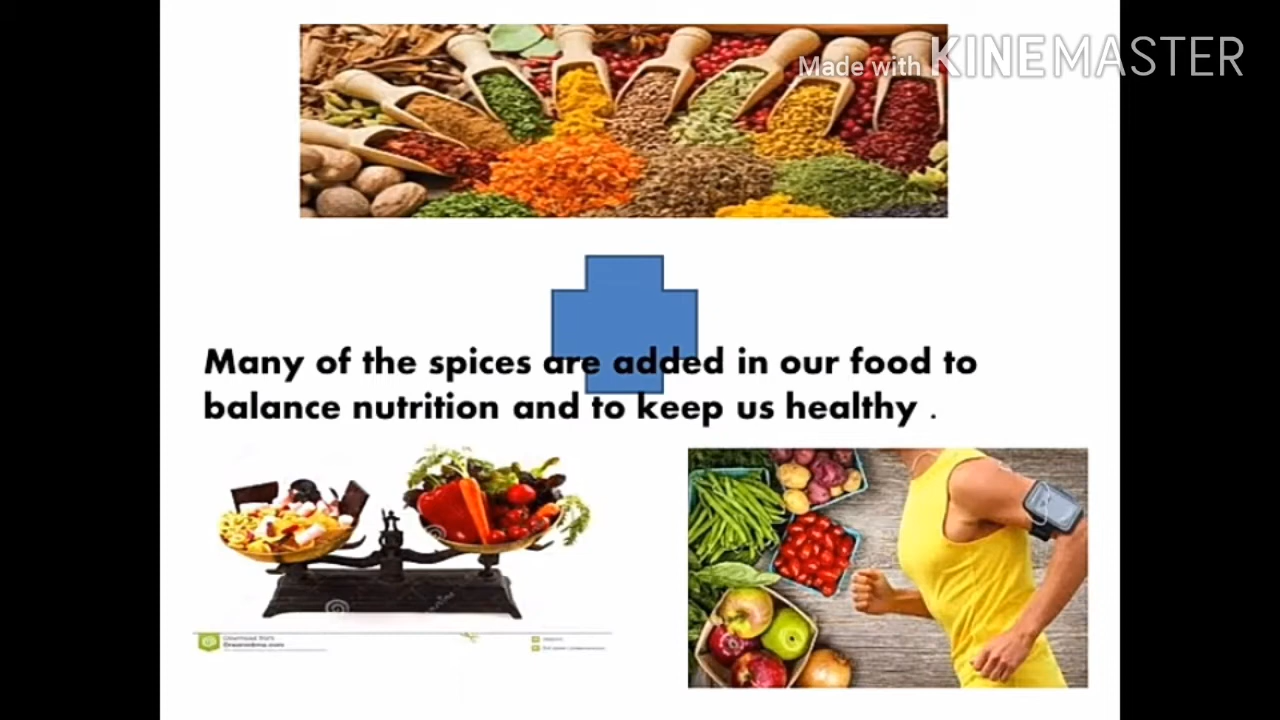 Made with KINEMASTER
Many of the spices are added in our food to
balance nutrition and to keep us healthy .